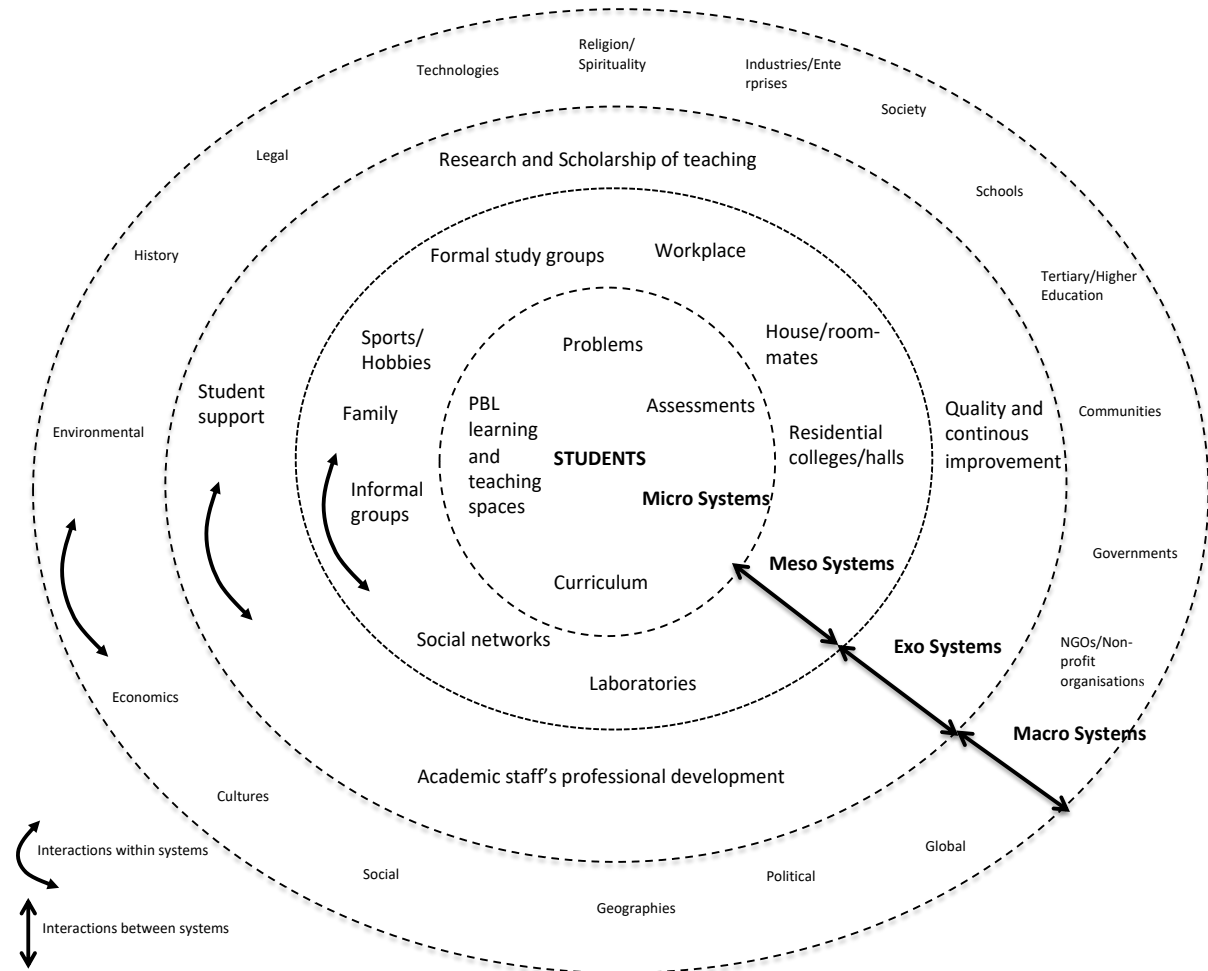 Religion/
Spirituality
Technologies
Industries/Ente
rprises
Society
Legal
Research and Scholarship of teaching
Schools
History
Formal study groups
Workplace
Tertiary/Higher
Education
Sports/
Hobbies
Problems
House/room-
mates
Student
support
Family
PBL
learning
and
teaching
spaces
Assessments
Quality and
continous
improvement
Communities
Environmental
STUDENTS
Residential
colleges/halls
Informal
groups
Micro Systems
Meso Systems
Governments
Curriculum
Social networks
Exo Systems
NGOs/Non-
profit
organisations
Laboratories
Economics
Macro Systems
Academic staff's professional development
Cultures
Global
Interactions within systems
Social
Political
Geographies
Interactions between systems